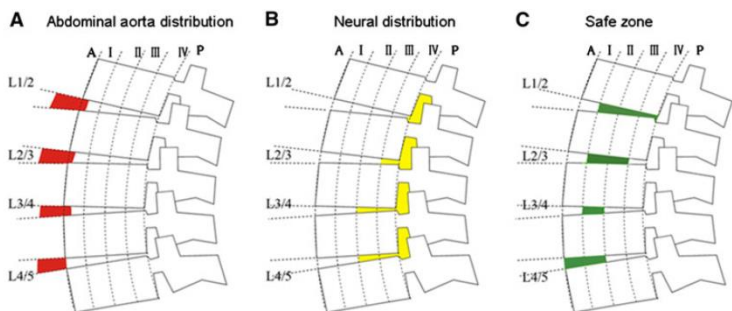 A Abdominal aorta distribution
A I II III IV P
L1/2
L2/3
L3/4
L4/5
B Neural distribution
A I II III IV P
L1/2
L2/3
L3/4
L4/5
C Safe zone
A I II III IV P
L1/2
L2/3
L3/4
L4/5